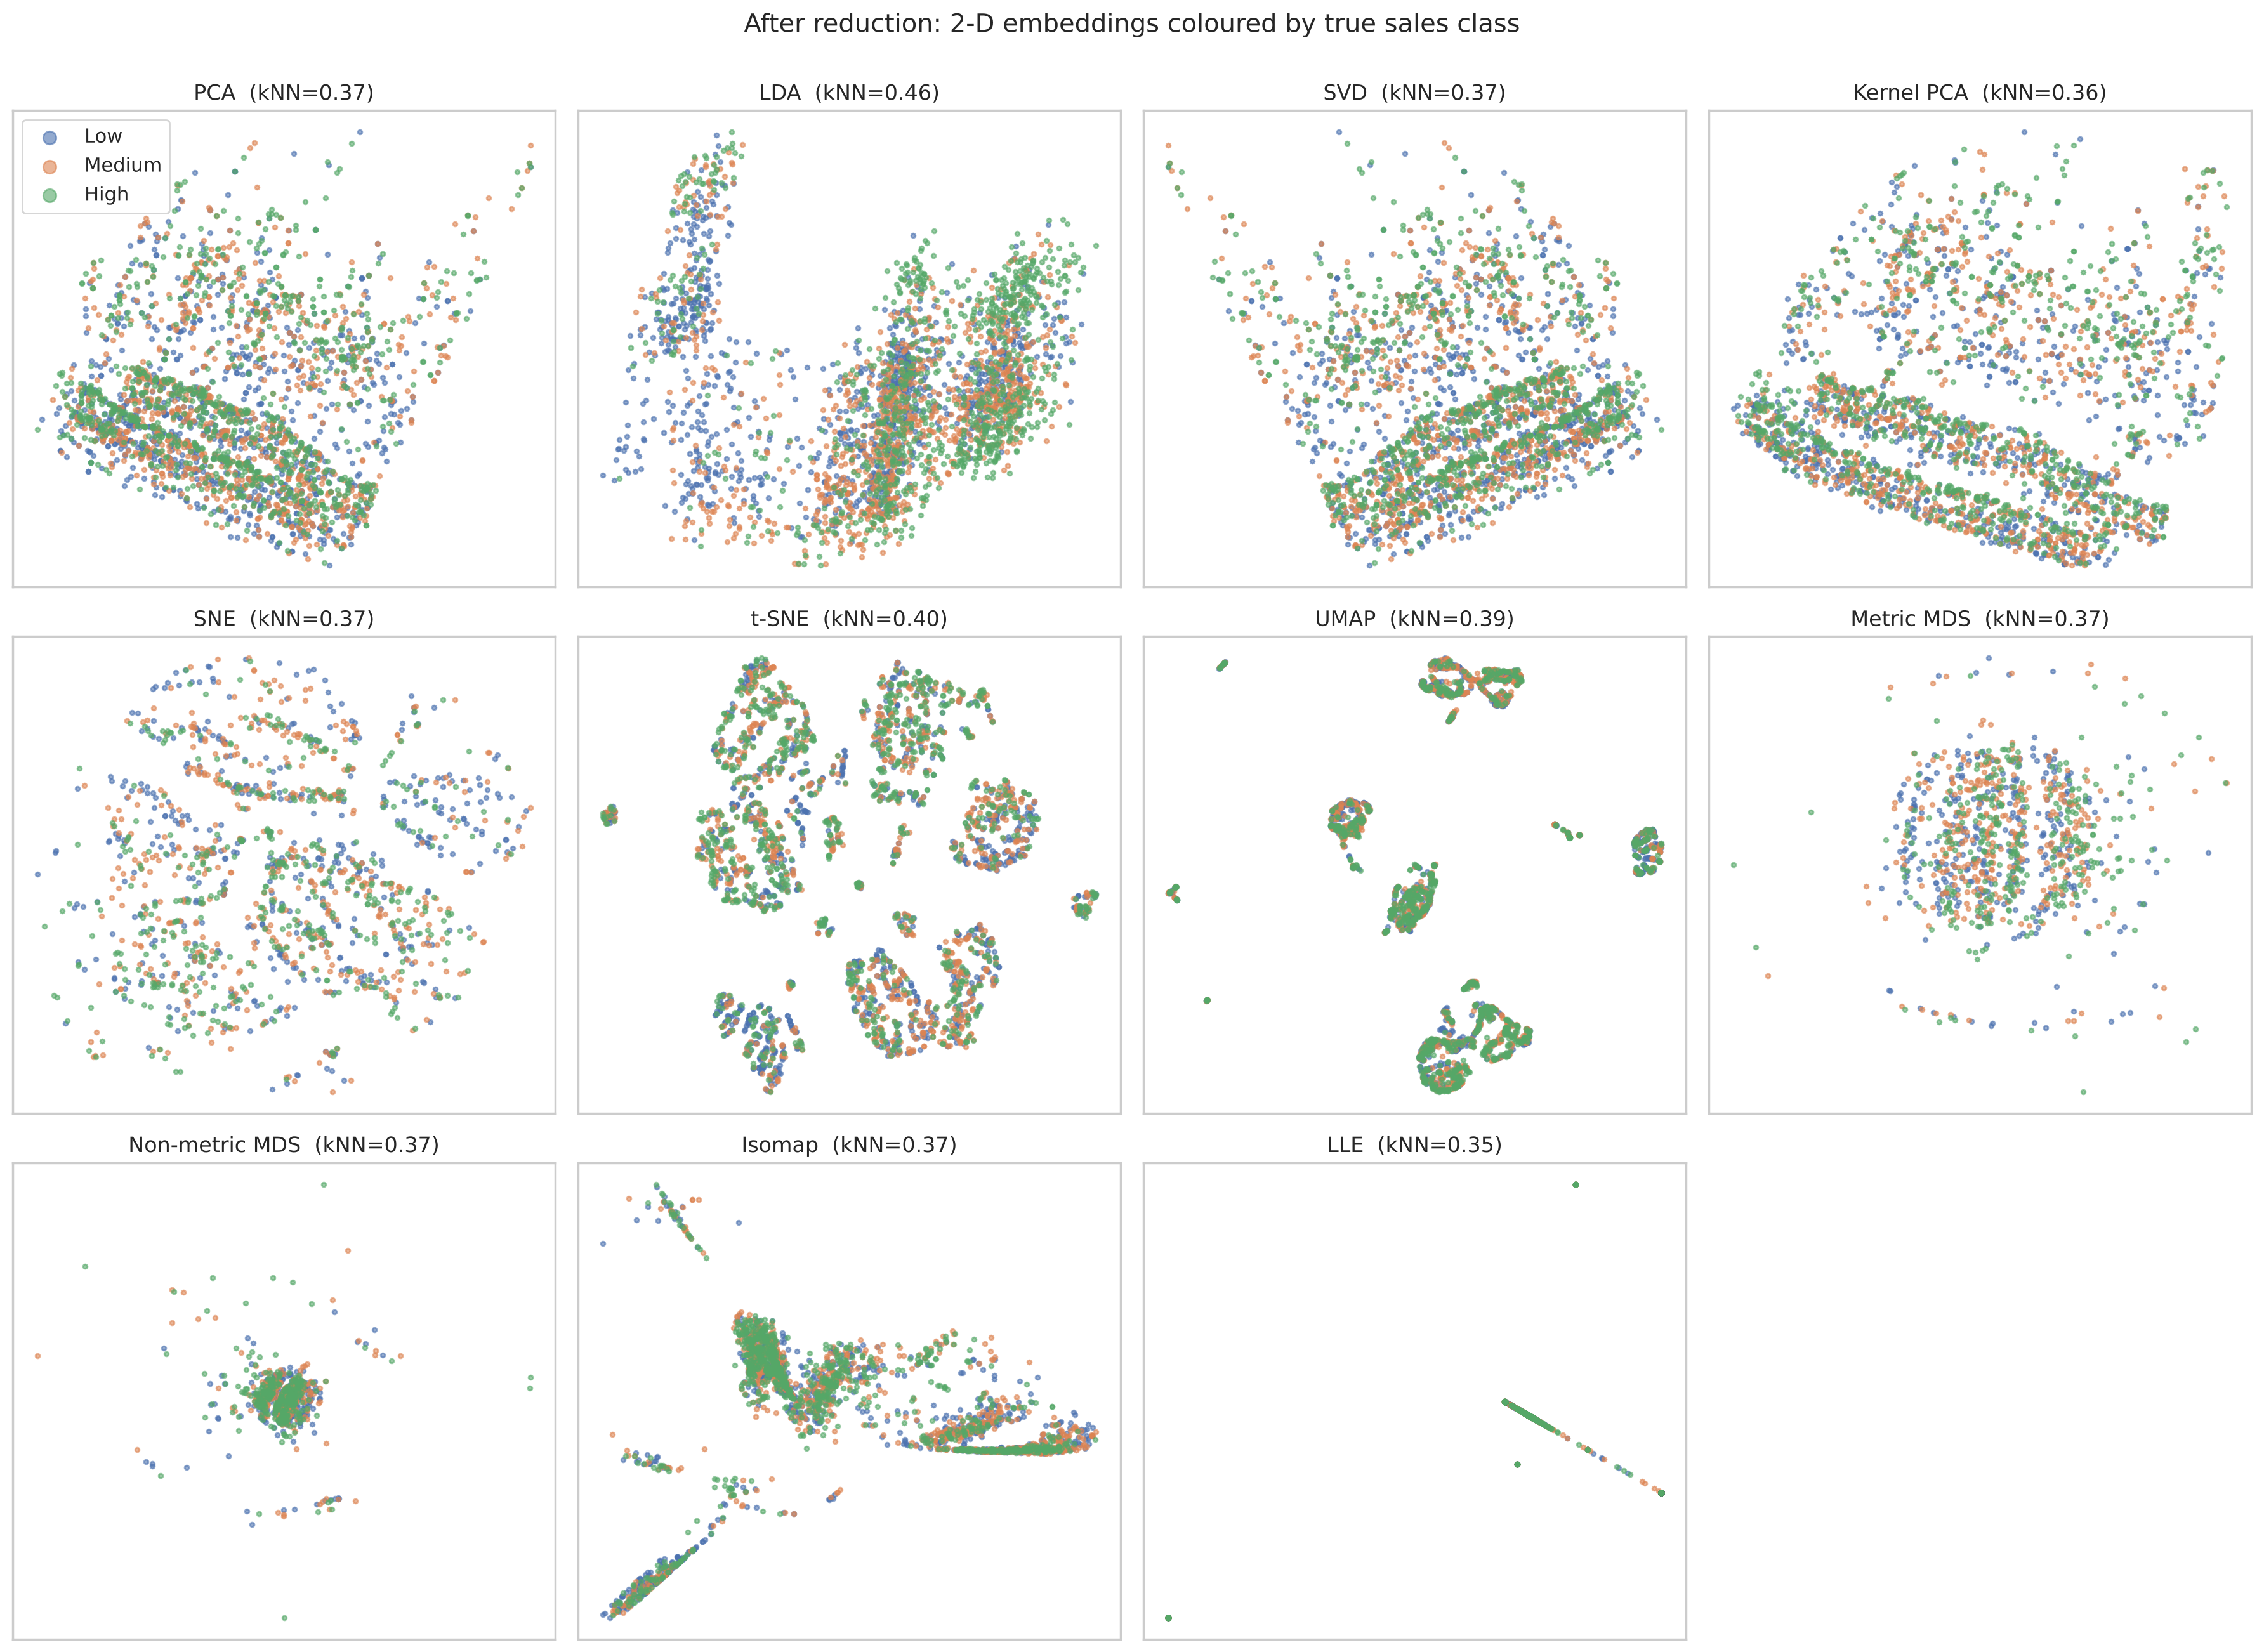 After reduction: 2-D embeddings coloured by true sales class
PCA (kNN=0.37)
LDA (kNN=0.46)
SVD (kNN=0.37)
Kernel PCA (kNN=0.36)
Low
Medium
High
SNE (kNN=0.37)
t-SNE (kNN=0.40)
UMAP (kNN=0.39)
Metric MDS (kNN=0.37)
Non-metric MDS (kNN=0.37)
Isomap (kNN=0.37)
LLE (kNN=0.35)